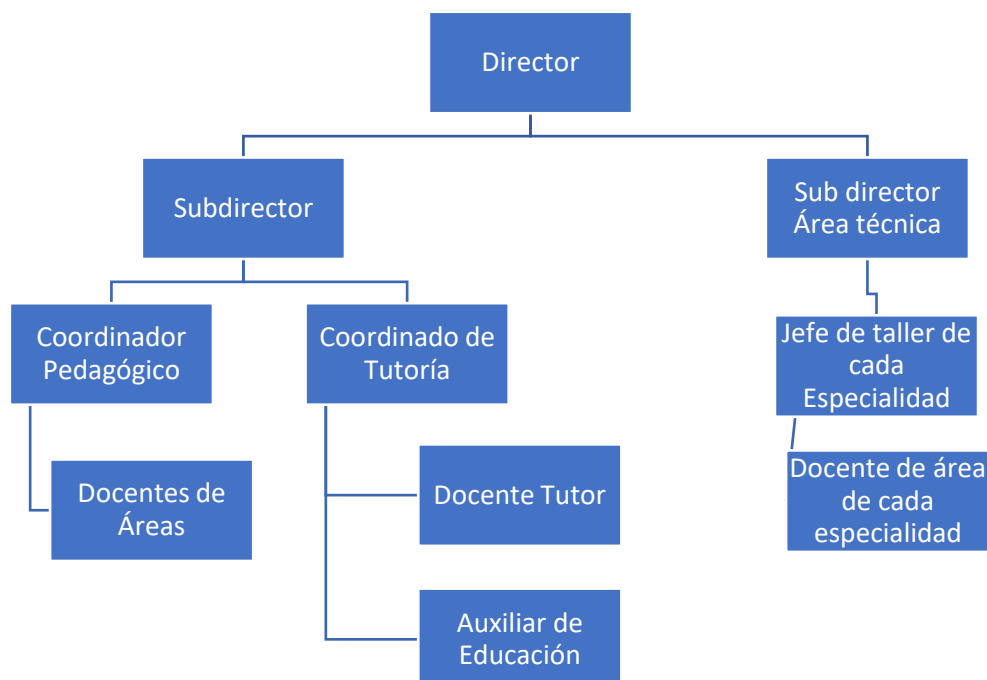 Director
Subdirector
Sub director
Área técnica
Coordinador
Pedagógico
Coordinado de
Tutoría
Jefe de taller de
cada
Especialidad
Docentes de
Áreas
Docente Tutor
Docente de área
de cada
especialidad
Auxiliar de
Educación